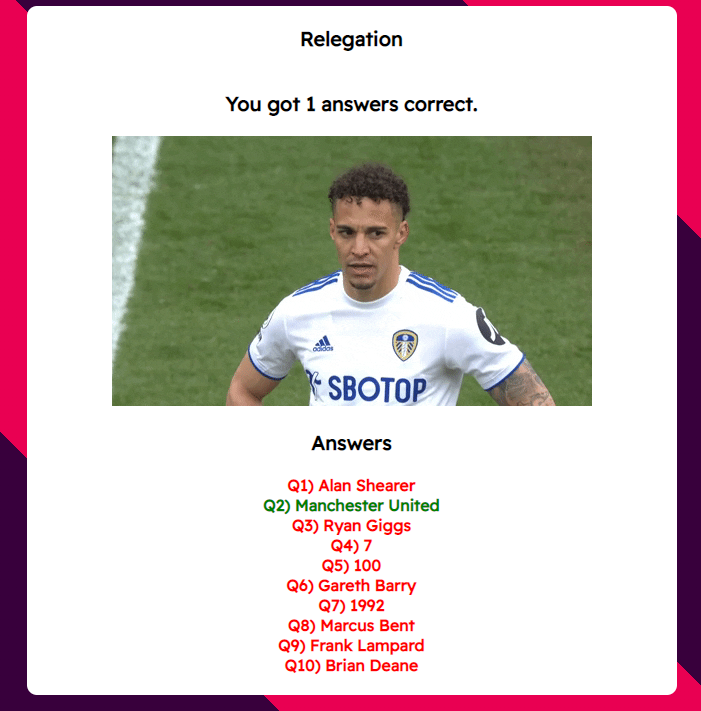 Relegation
You got 1 answers correct.
adidas
SBOTOP
Answers
Q1) Alan Shearer
Q2) Manchester United
Q3) Ryan Giggs
Q4) 7
Q5) 100
Q6) Gareth Barry
Q7) 1992
Q8) Marcus Bent
Q9) Frank Lampard
Q10) Brian Deane